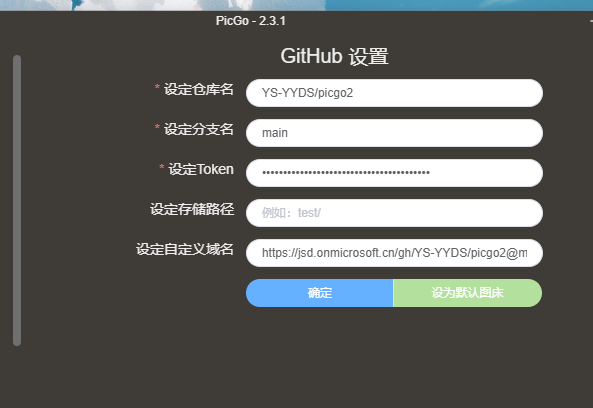 PicGo - 2.3.1
GitHub 设置
* 设定仓库名 YS-YYDS/picgo2
* 设定分支名 main
* 设定Token ••••••••••••••••••••••••••••••••••••••••
设定存储路径 例如：test/
设定自定义域名 https://jsd.onmicrosoft.cn/gh/YS-YYDS/picgo2@m
确定 设为默认图床